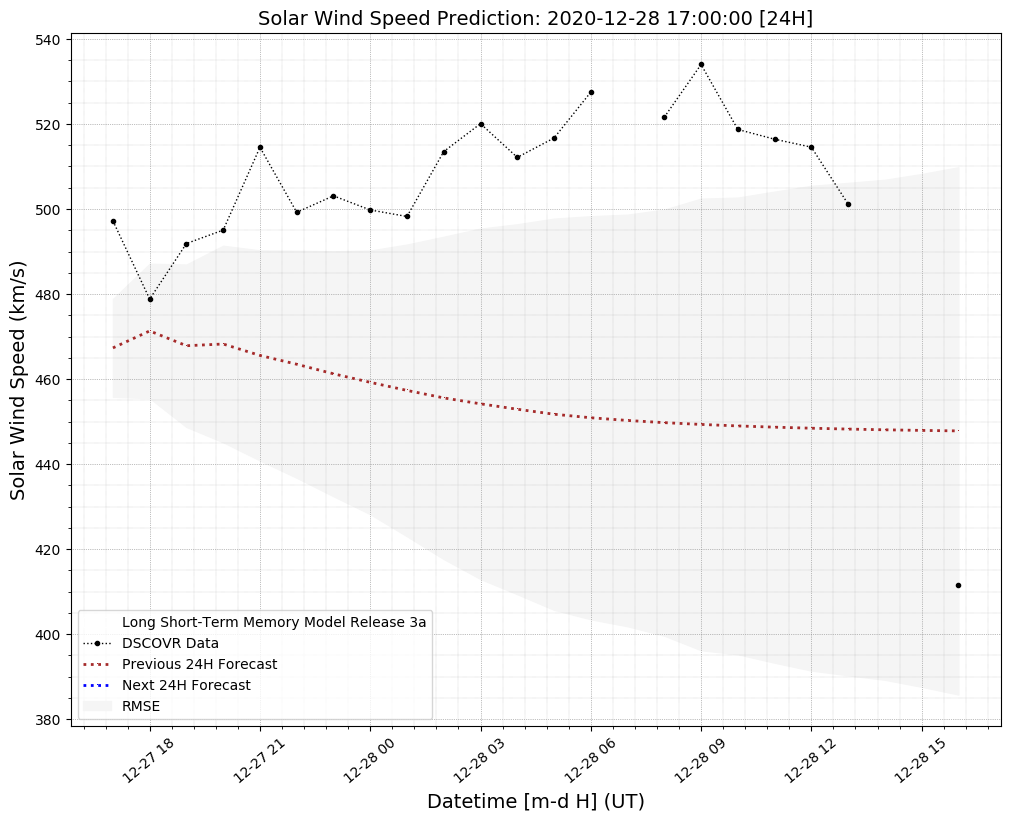 Solar Wind Speed Prediction: 2020-12-28 17:00:00 [24H]
Solar Wind Speed (km/s)
540
520
500
480
460
440
420
400
380
Long Short-Term Memory Model Release 3a
DSCOVR Data
Previous 24H Forecast
Next 24H Forecast
RMSE
12-27 18
12-27 21
12-28 00
12-28 03
12-28 06
12-28 09
12-28 12
12-28 15
Datetime [m-d H] (UT)